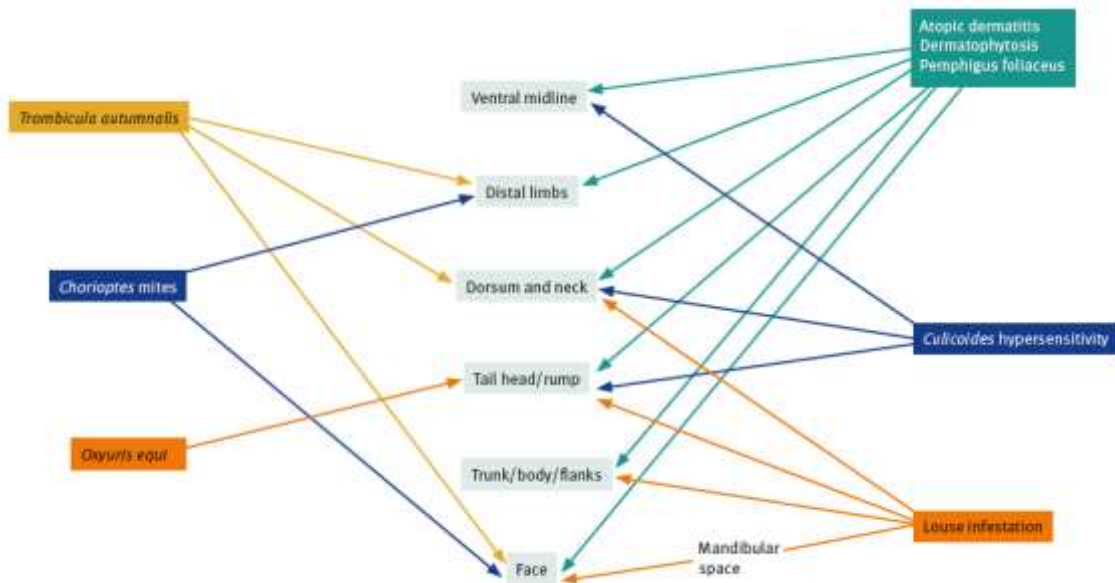 Atopic dermatitis
Dermatophytosis
Pemphigus foliaceus
Ventral midline
Trombicula autumnalis
Distal limbs
Chorioptes mites
Dorsum and neck
Culicoides hypersensitivity
Tail head/rump
Oxyuris equi
Trunk/body/flanks
Louse infestation
Mandibular
space
Face